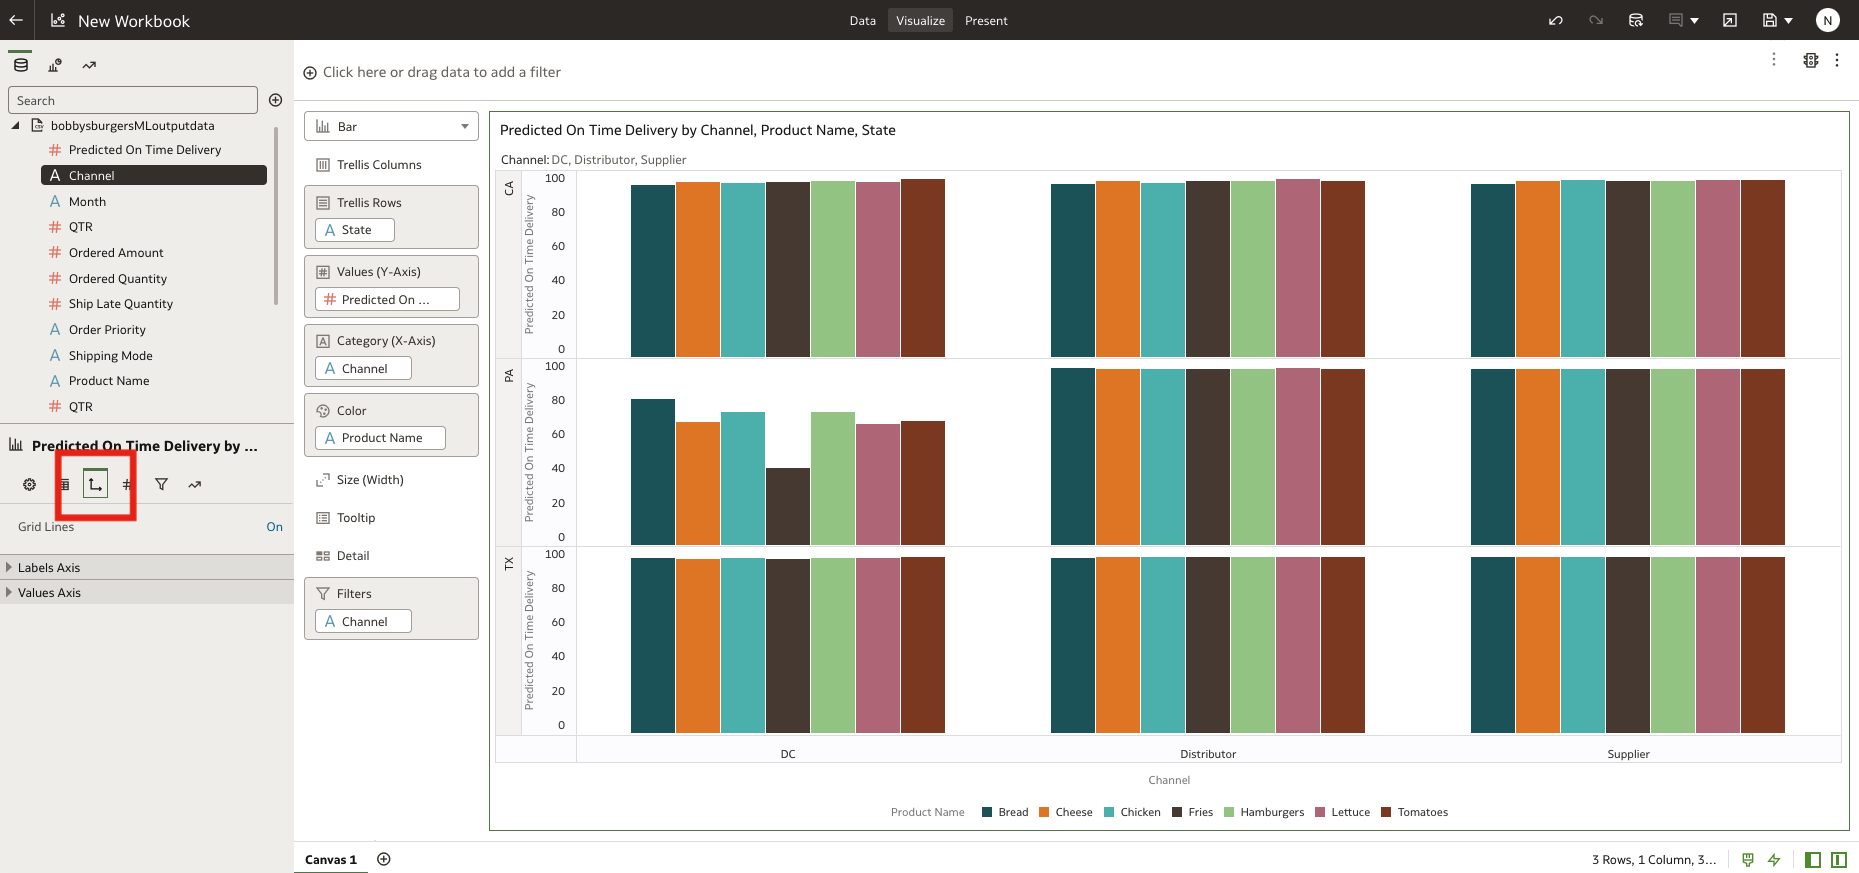 New Workbook
Data
Visualize
Present
N
Search
bobbysburgersMLoutputdata
# Predicted On Time Delivery
A Channel
A Month
# QTR
# Ordered Amount
# Ordered Quantity
# Ship Late Quantity
A Order Priority
A Shipping Mode
A Product Name
# QTR
Predicted On Time Delivery by ...
Grid Lines On
Labels Axis
Values Axis
Click here or drag data to add a filter
Bar
Trellis Columns
Trellis Rows
A State
Values (Y-Axis)
# Predicted On ...
Category (X-Axis)
A Channel
Color
A Product Name
Size (Width)
Tooltip
Detail
Filters
A Channel
Predicted On Time Delivery by Channel, Product Name, State
Channel: DC, Distributor, Supplier
CA
Predicted On Time Delivery
100
80
60
40
20
0
PA
Predicted On Time Delivery
100
80
60
40
20
0
TX
Predicted On Time Delivery
100
80
60
40
20
0
DC
Distributor
Supplier
Channel
Product Name Bread Cheese Chicken Fries Hamburgers Lettuce Tomatoes
Canvas 1
3 Rows, 1 Column, 3...